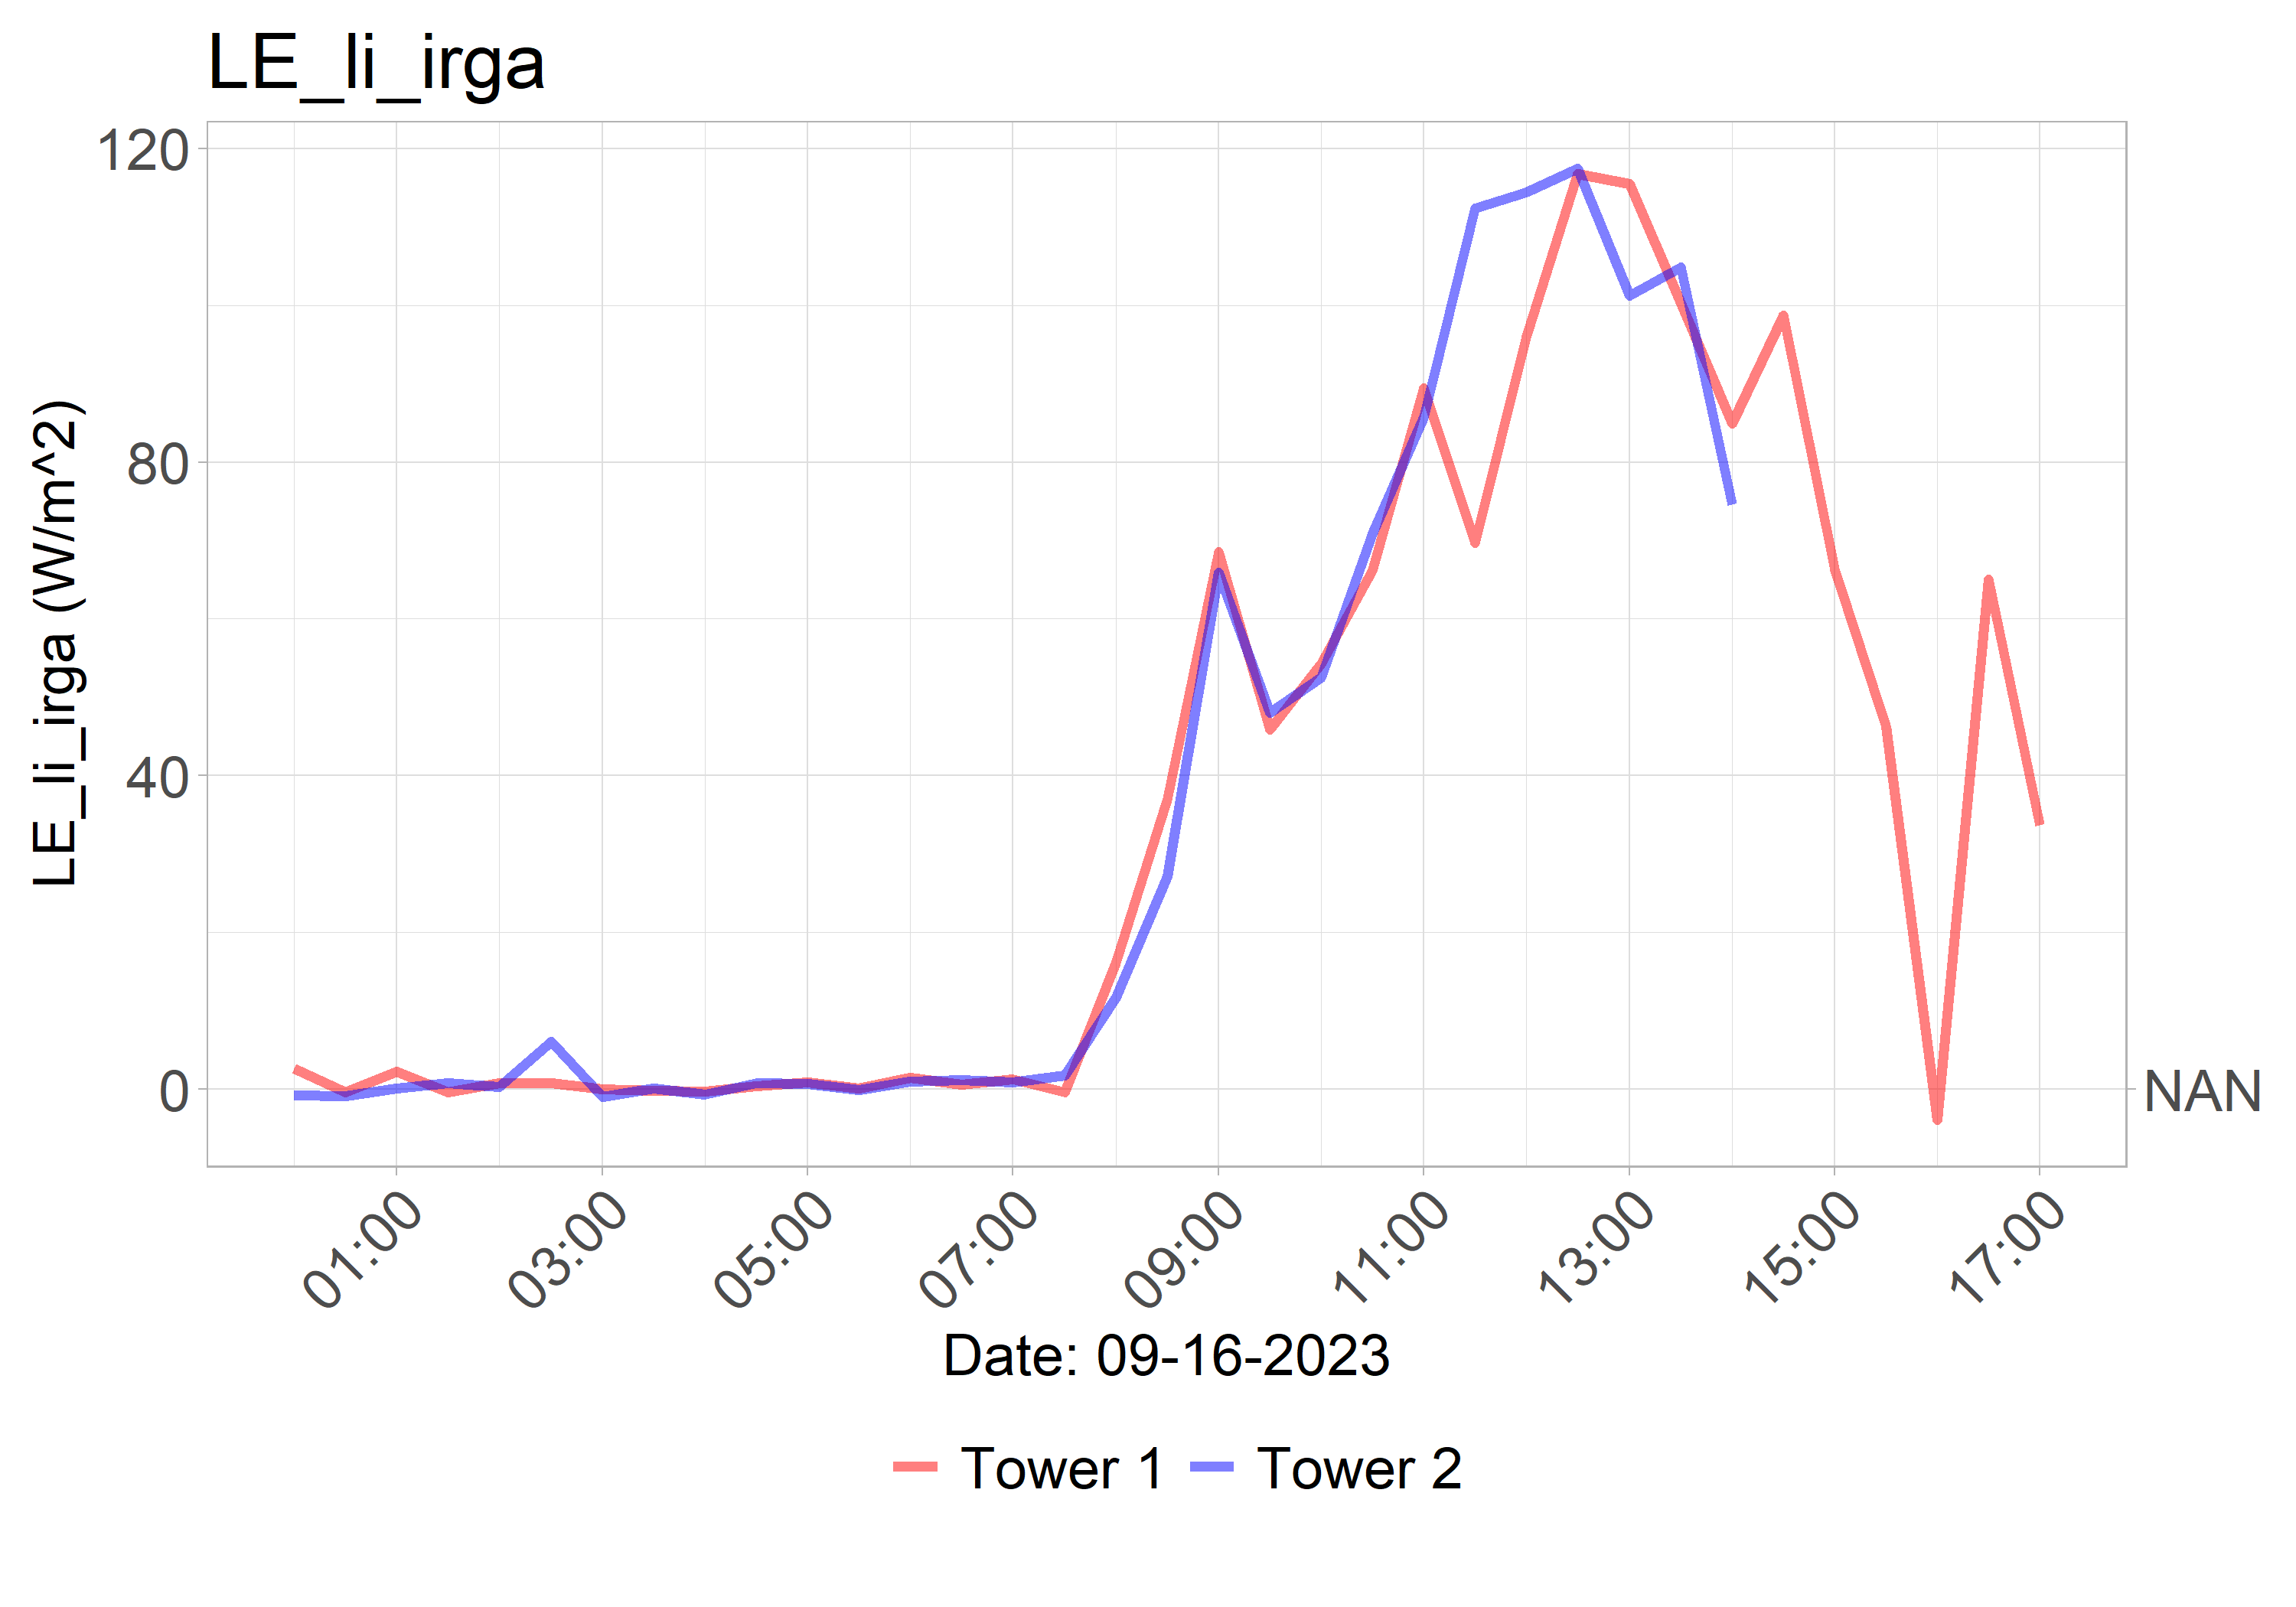 LE_li_irga
LE_li_irga (W/m^2)
120
80
40
0
NAN
01:00 03:00 05:00 07:00 09:00 11:00 13:00 15:00 17:00
Date: 09-16-2023
Tower 1 Tower 2